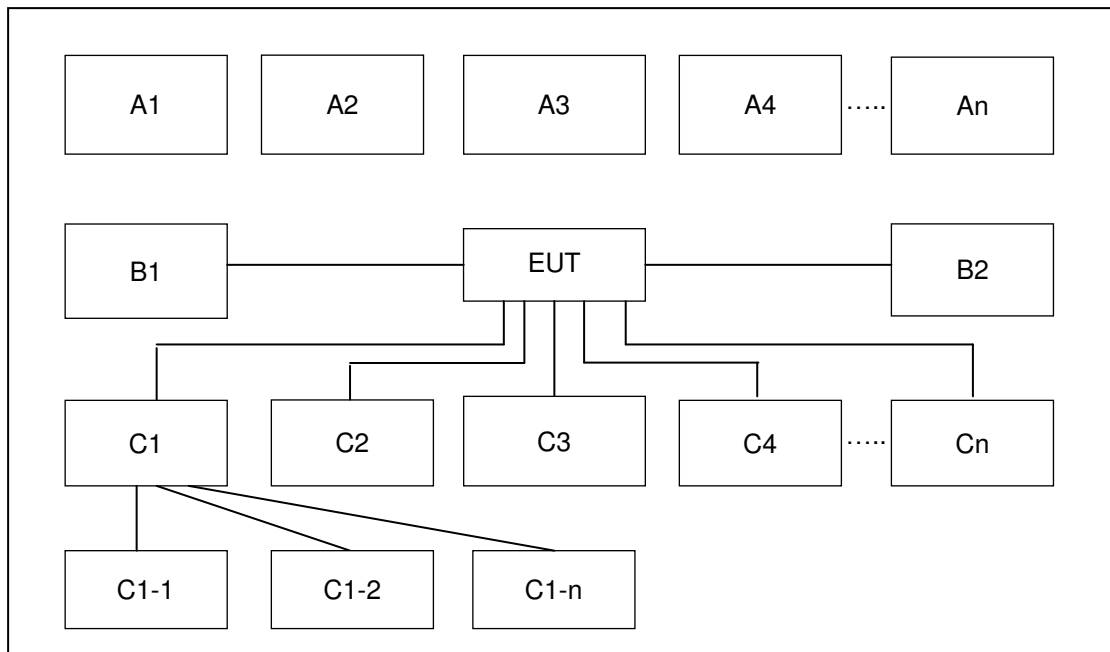 A1 A2 A3 A4 ..... An
B1 EUT B2
C1 C2 C3 C4 ..... Cn
C1-1 C1-2 C1-n